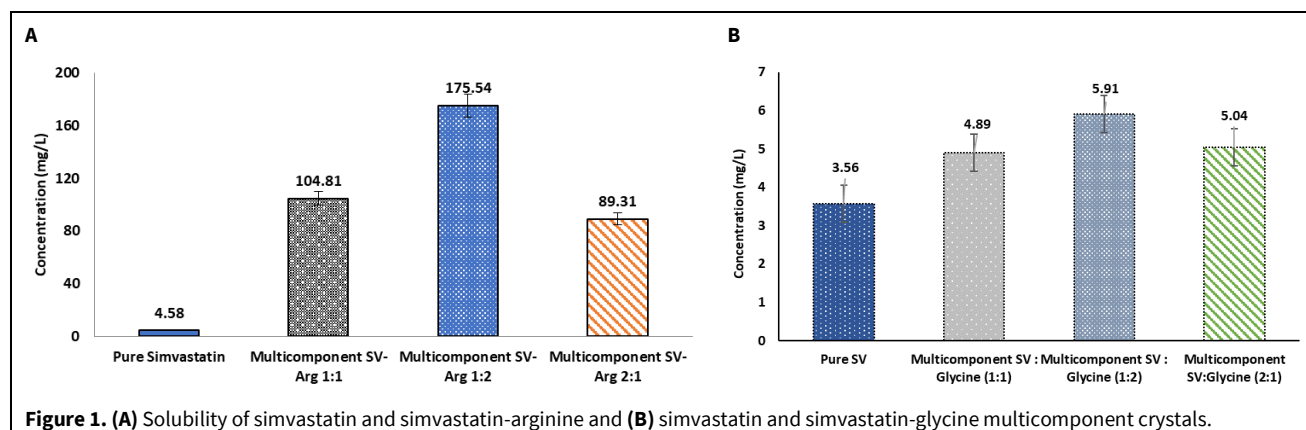 A
Concentration (mg/L)
200
160
120
80
40
0
4.58
104.81
175.54
89.31
Pure Simvastatin
Multicomponent SV-
Arg 1:1
Multicomponent SV-
Arg 1:2
Multicomponent SV-
Arg 2:1
B
Concentration (mg/L)
7
6
5
4
3
2
1
0
3.56
4.89
5.91
5.04
Pure SV
Multicomponent SV :
Glycine (1:1)
Multicomponent SV :
Glycine (1:2)
Multicomponent
SV:Glycine (2:1)
Figure 1. (A) Solubility of simvastatin and simvastatin-arginine and (B) simvastatin and simvastatin-glycine multicomponent crystals.